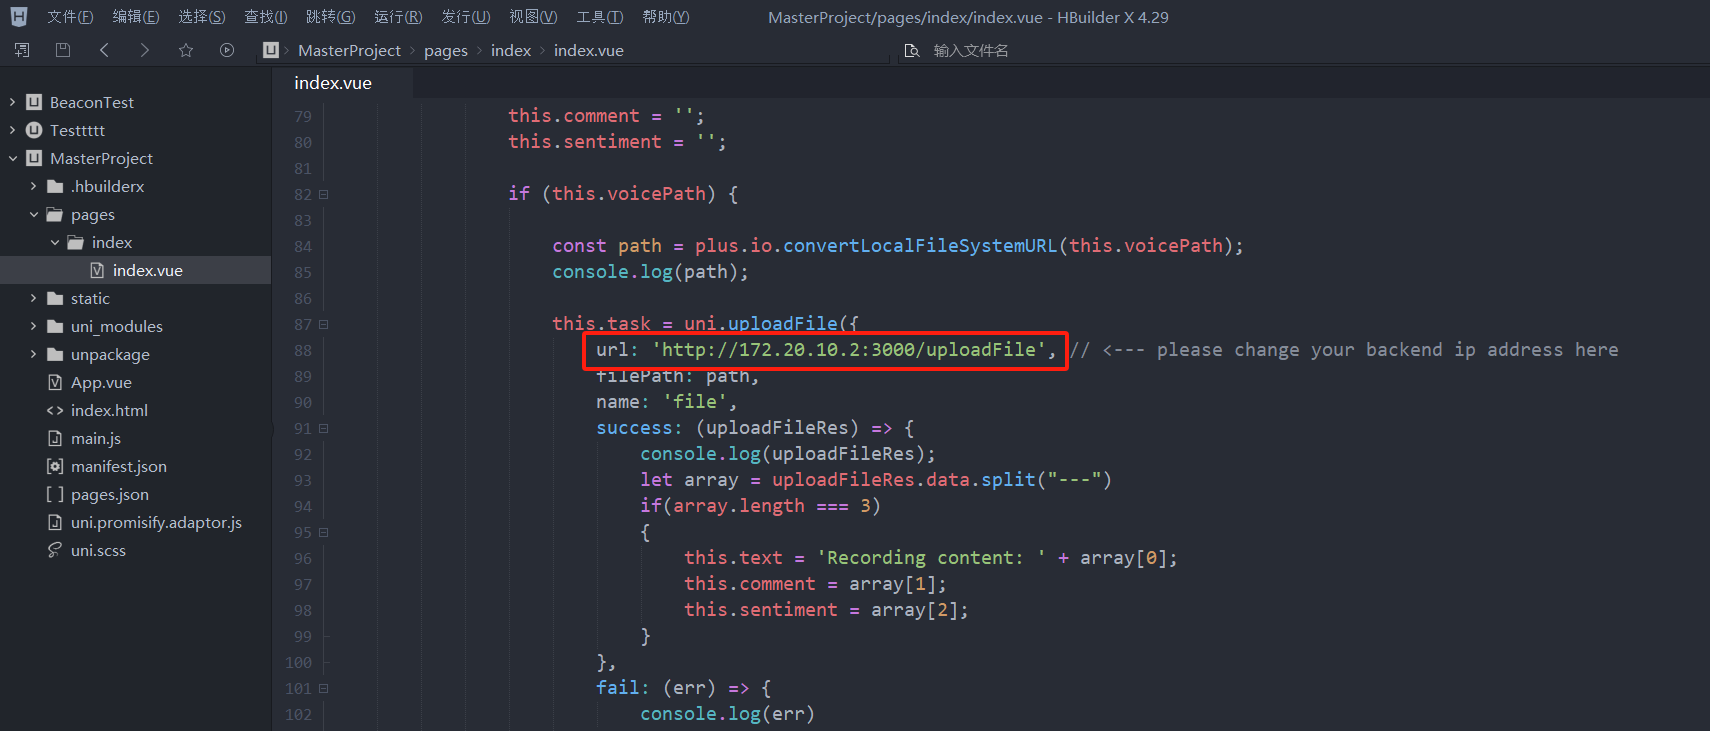 文件(F) 编辑(E) 选择(S) 查找(I) 跳转(G) 运行(R) 发行(U) 视图(V) 工具(T) 帮助(Y) MasterProject/pages/index/index.vue - HBuilder X 4.29
MasterProject pages index index.vue 输入文件名
BeaconTest
Testtttt
MasterProject
.hbuilderx
pages
index
index.vue
static
uni_modules
unpackage
App.vue
index.html
main.js
manifest.json
pages.json
uni.promisify.adaptor.js
uni.scss
index.vue
79 this.comment = '';
80 this.sentiment = '';
81
82 if (this.voicePath) {
83
84 const path = plus.io.convertLocalFileSystemURL(this.voicePath);
85 console.log(path);
86
87 this.task = uni.uploadFile({
88 url: 'http://172.20.10.2:3000/uploadFile', // <--- please change your backend ip address here
89 filePath: path,
90 name: 'file',
91 success: (uploadFileRes) => {
92 console.log(uploadFileRes);
93 let array = uploadFileRes.data.split("---")
94 if(array.length === 3)
95 {
96 this.text = 'Recording content: ' + array[0];
97 this.comment = array[1];
98 this.sentiment = array[2];
99 }
100 },
101 fail: (err) => {
102 console.log(err)